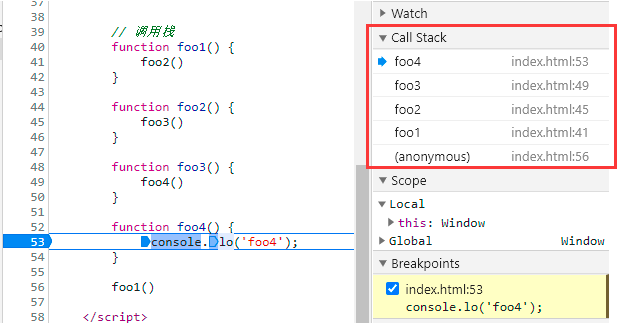 37
38
39 // 调用栈
40 function foo1() {
41 foo2()
42 }
43
44 function foo2() {
45 foo3()
46 }
47
48 function foo3() {
49 foo4()
50 }
51
52 function foo4() {
53 console.lo('foo4');
54 }
55
56 foo1()
57
58 </script>
Watch
Call Stack
foo4 index.html:53
foo3 index.html:49
foo2 index.html:45
foo1 index.html:41
(anonymous) index.html:56
Scope
Local
this: Window
Global Window
Breakpoints
index.html:53
console.lo('foo4');